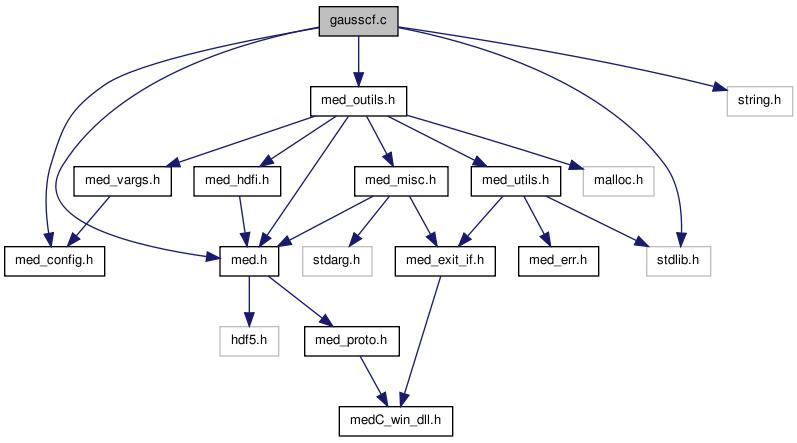 gausscf.c
med_outils.h
string.h
med_vargs.h
med_hdfi.h
med_misc.h
med_utils.h
malloc.h
med_config.h
med.h
stdarg.h
med_exit_if.h
med_err.h
stdlib.h
hdf5.h
med_proto.h
medC_win_dll.h